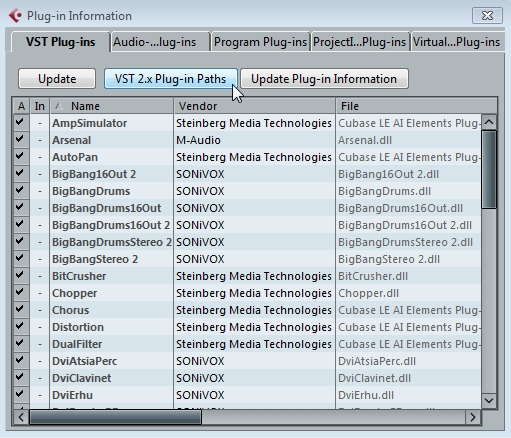 Plug-in Information
VST Plug-ins Audio-...lug-ins Program Plug-ins ProjectI...Plug-ins Virtual...Plug-ins
Update VST 2.x Plug-in Paths Update Plug-in Information
A In Name Vendor File
- AmpSimulator Steinberg Media Technologies Cubase LE AI Elements Plug-
- Arsenal M-Audio Arsenal.dll
- AutoPan Steinberg Media Technologies Cubase LE AI Elements Plug-
- BigBang16Out 2 SONiVOX BigBang16Out 2.dll
- BigBangDrums SONiVOX BigBangDrums.dll
- BigBangDrums16Out SONiVOX BigBangDrums16Out.dll
- BigBangDrums16Out 2 SONiVOX BigBangDrums16Out 2.dll
- BigBangDrumsStereo 2 SONiVOX BigBangDrumsStereo 2.dll
- BigBangStereo 2 SONiVOX BigBangStereo 2.dll
- BitCrusher Steinberg Media Technologies BitCrusher.dll
- Chopper Steinberg Media Technologies Chopper.dll
- Chorus Steinberg Media Technologies Cubase LE AI Elements Plug-
- Distortion Steinberg Media Technologies Cubase LE AI Elements Plug-
- DualFilter Steinberg Media Technologies Cubase LE AI Elements Plug-
- DviAtsiaPerc SONiVOX DviAtsiaPerc.dll
- DviClavinet SONiVOX DviClavinet.dll
- DviErhu SONiVOX DviErhu.dll